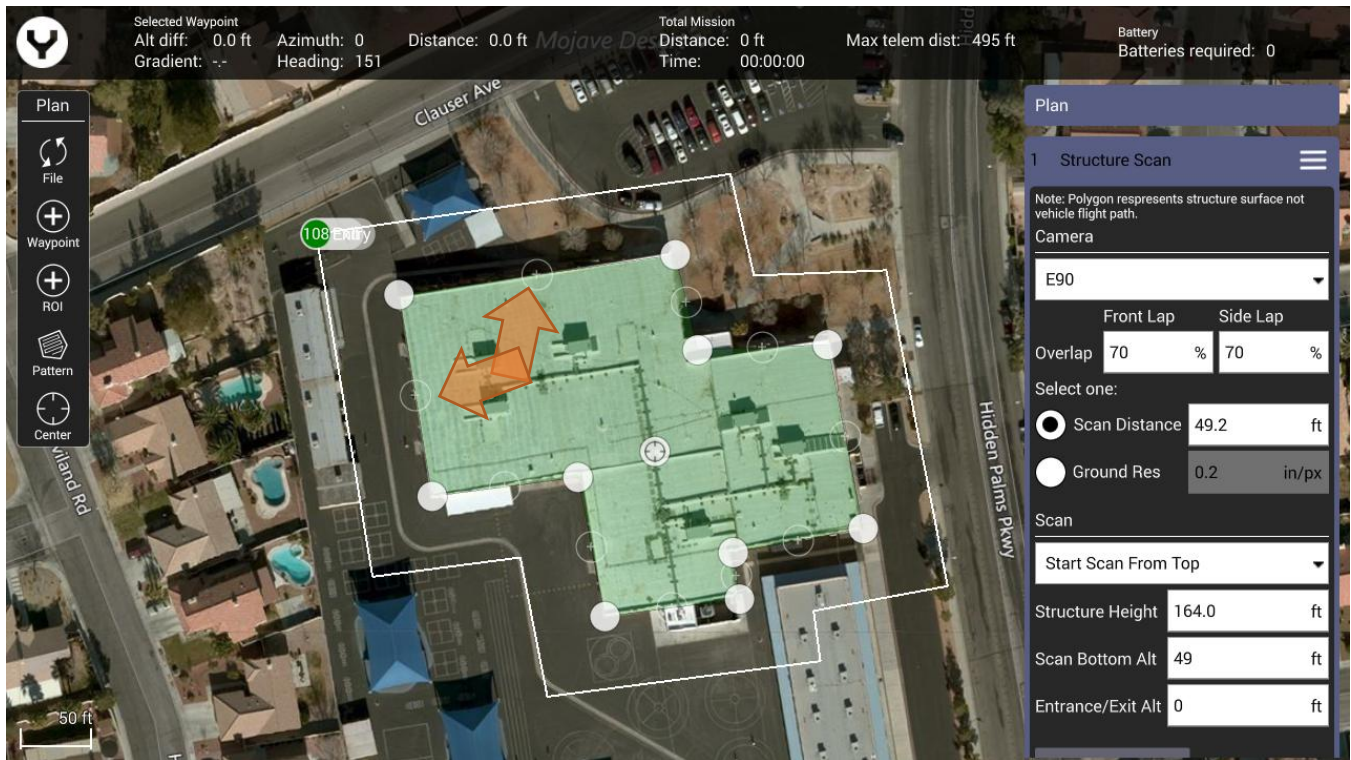 Selected Waypoint
Alt diff: 0.0 ft Azimuth: 0 Distance: 0.0 ft
Gradient: -.- Heading: 151
Total Mission
Distance: 0 ft Max telem dist: 495 ft
Time: 00:00:00
Battery
Batteries required: 0
Plan
File
Waypoint
ROI
Pattern
Center
Clauser Ave
Hidden Palms Pkwy
108
50 ft
Plan
1 Structure Scan
Note: Polygon respresents structure surface not
vehicle flight path.
Camera
E90
Front Lap Side Lap
Overlap 70 % 70 %
Select one:
Scan Distance 49.2 ft
Ground Res 0.2 in/px
Scan
Start Scan From Top
Structure Height 164.0 ft
Scan Bottom Alt 49 ft
Entrance/Exit Alt 0 ft